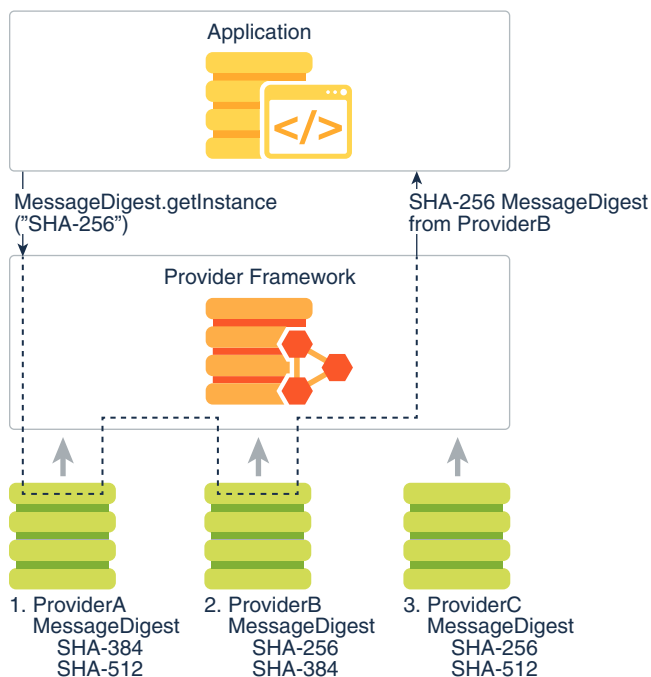 Application
</>
MessageDigest.getInstance
(”SHA-256”)
SHA-256 MessageDigest
from ProviderB
Provider Framework
1. ProviderA
MessageDigest
SHA-384
SHA-512
2. ProviderB
MessageDigest
SHA-256
SHA-384
3. ProviderC
MessageDigest
SHA-256
SHA-512